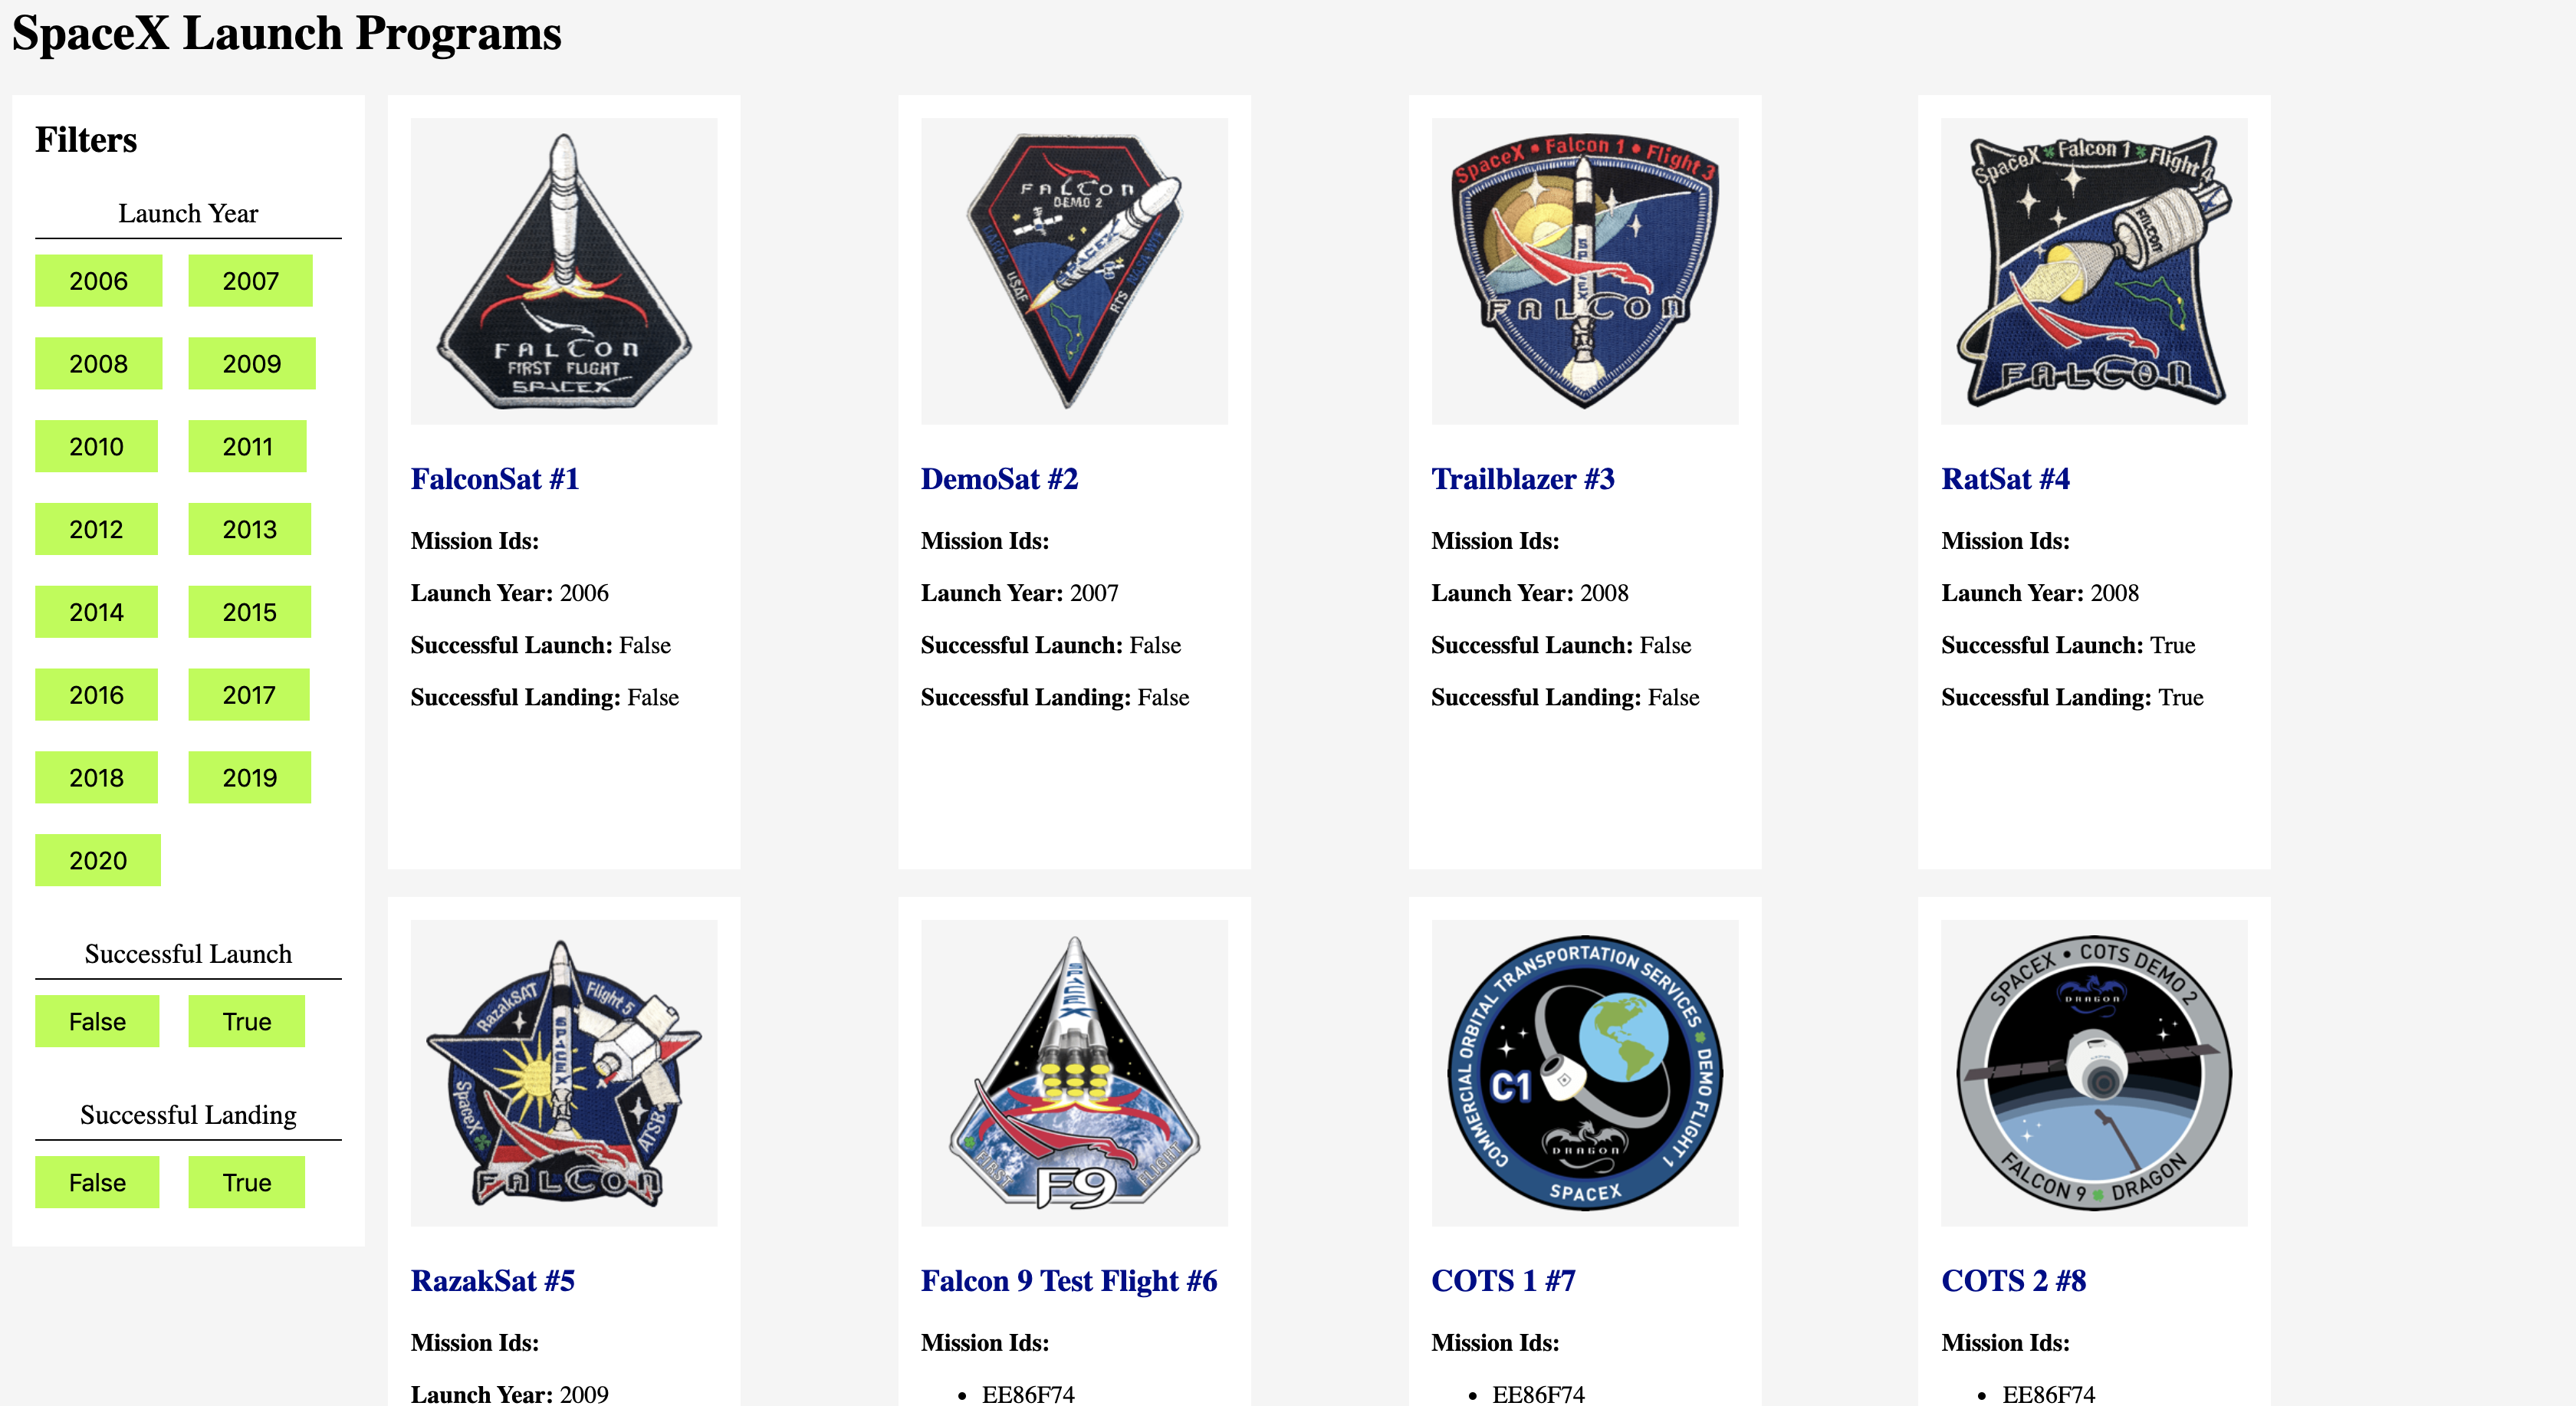 SpaceX Launch Programs
Filters
Launch Year
2006 2007
2008 2009
2010 2011
2012 2013
2014 2015
2016 2017
2018 2019
2020
Successful Launch
False True
Successful Landing
False True
FALCON
FIRST FLIGHT
SPACEX
FalconSat #1
Mission Ids:
Launch Year: 2006
Successful Launch: False
Successful Landing: False
FALCON
DEMO 2
SPACEX
USAF
RTS
DemoSat #2
Mission Ids:
Launch Year: 2007
Successful Launch: False
Successful Landing: False
SpaceX • Falcon 1 • Flight 3
FALCON
Trailblazer #3
Mission Ids:
Launch Year: 2008
Successful Launch: False
Successful Landing: False
SpaceX Falcon 1 Flight 4
FALCON
FALCON
RatSat #4
Mission Ids:
Launch Year: 2008
Successful Launch: True
Successful Landing: True
RazakSAT Flight 5
SPACEX
SpaceX
ATSB
FALCON
RazakSat #5
Mission Ids:
Launch Year: 2009
SPACEX
FIRST FLIGHT
F9
Falcon 9 Test Flight #6
Mission Ids:
• EE86F74
COMMERCIAL ORBITAL TRANSPORTATION SERVICES DEMO FLIGHT 1
C1
DRAGON
SPACEX
COTS 1 #7
Mission Ids:
• EE86F74
SPACEX • COTS DEMO 2
DRAGON
FALCON 9 DRAGON
COTS 2 #8
Mission Ids:
• EE86F74